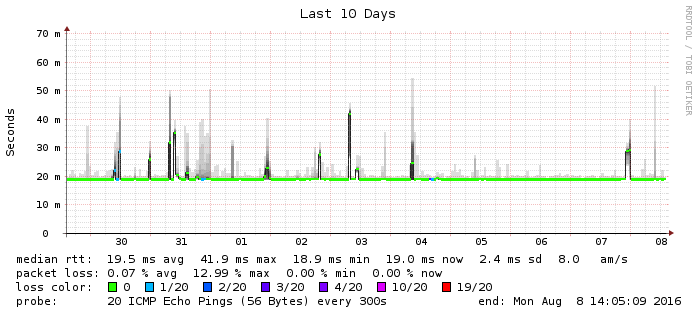 Last 10 Days
RRDTOOL / TOBI OETIKER
Seconds
70 m
60 m
50 m
40 m
30 m
20 m
10 m
0
30 31 01 02 03 04 05 06 07 08
median rtt: 19.5 ms avg 41.9 ms max 18.9 ms min 19.0 ms now 2.4 ms sd 8.0 am/s
packet loss: 0.07 % avg 12.99 % max 0.00 % min 0.00 % now
loss color: 0 1/20 2/20 3/20 4/20 10/20 19/20
probe: 20 ICMP Echo Pings (56 Bytes) every 300s end: Mon Aug 8 14:05:09 2016